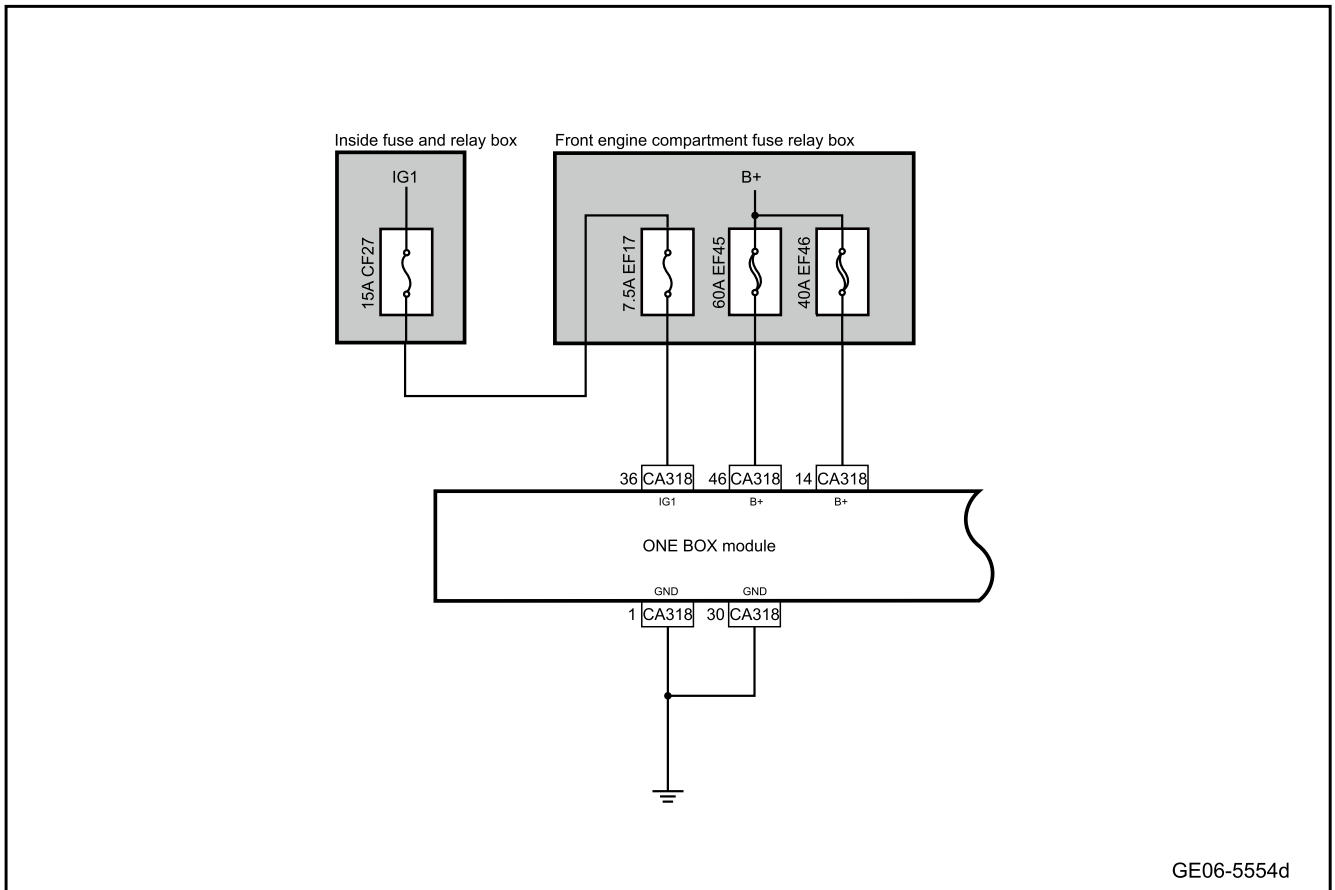 Inside fuse and relay box
Front engine compartment fuse relay box
IG1
B+
15A CF27
7.5A EF17
60A EF45
40A EF46
36 CA318
46 CA318
14 CA318
IG1
B+
B+
ONE BOX module
GND
GND
1 CA318
30 CA318
GE06-5554d